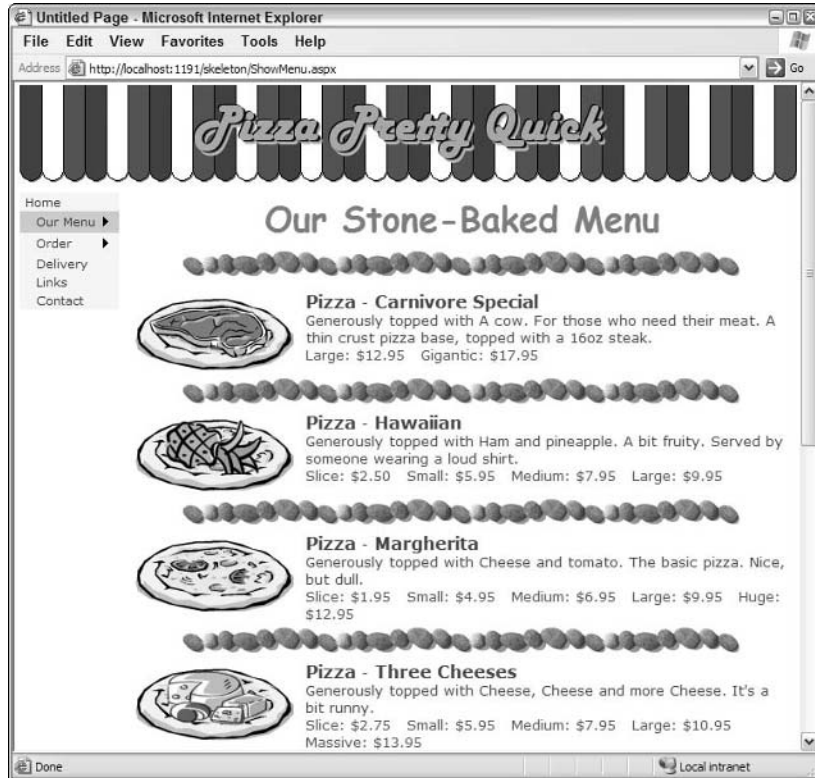 Untitled Page - Microsoft Internet Explorer
File Edit View Favorites Tools Help
Address http://localhost:1191/skeleton/ShowMenu.aspx Go
Pizza Pretty Quick
Home
Our Menu
Order
Delivery
Links
Contact
Our Stone-Baked Menu
Pizza - Carnivore Special
Generously topped with A cow. For those who need their meat. A
thin crust pizza base, topped with a 16oz steak.
Large: $12.95 Gigantic: $17.95
Pizza - Hawaiian
Generously topped with Ham and pineapple. A bit fruity. Served by
someone wearing a loud shirt.
Slice: $2.50 Small: $5.95 Medium: $7.95 Large: $9.95
Pizza - Margherita
Generously topped with Cheese and tomato. The basic pizza. Nice,
but dull.
Slice: $1.95 Small: $4.95 Medium: $6.95 Large: $9.95 Huge:
$12.95
Pizza - Three Cheeses
Generously topped with Cheese, Cheese and more Cheese. It's a
bit runny.
Slice: $2.75 Small: $5.95 Medium: $7.95 Large: $10.95
Massive: $13.95
Done
Local intranet